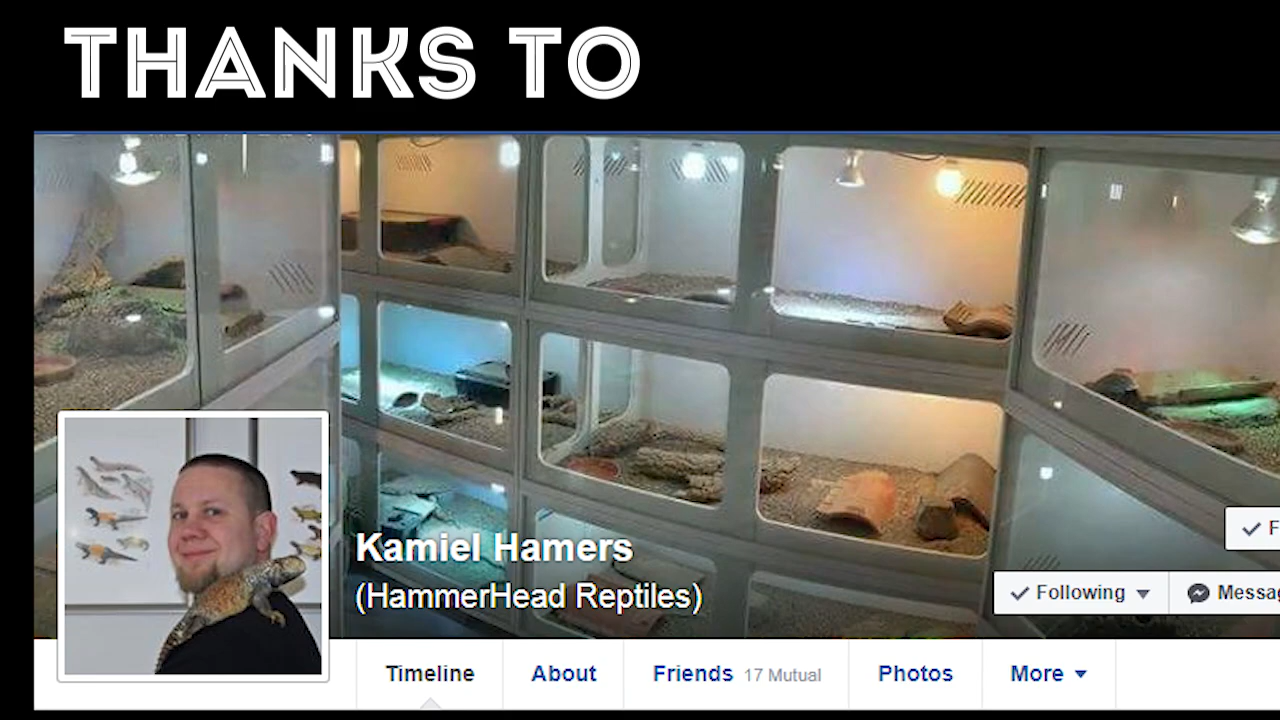 THANKS TO
Kamiel Hamers
(HammerHead Reptiles)
Following
Timeline
About
Friends 17 Mutual
Photos
More